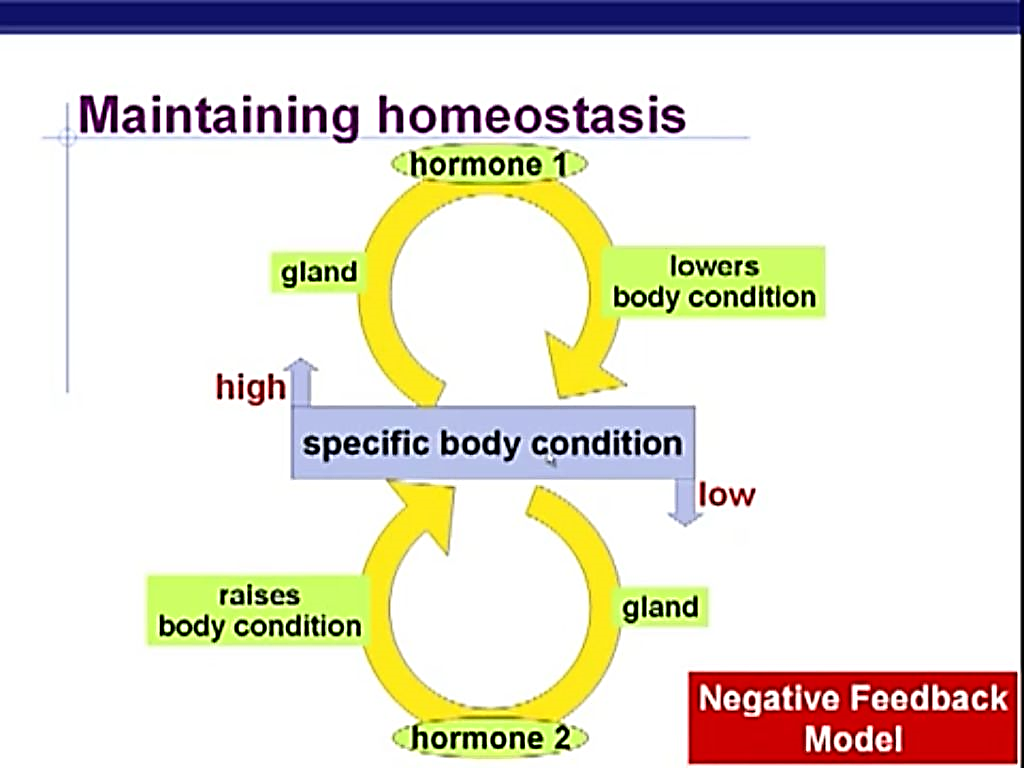 Maintaining homeostasis
hormone 1
gland
lowers
body condition
high
specific body condition
low
raises
body condition
gland
hormone 2
Negative Feedback
Model